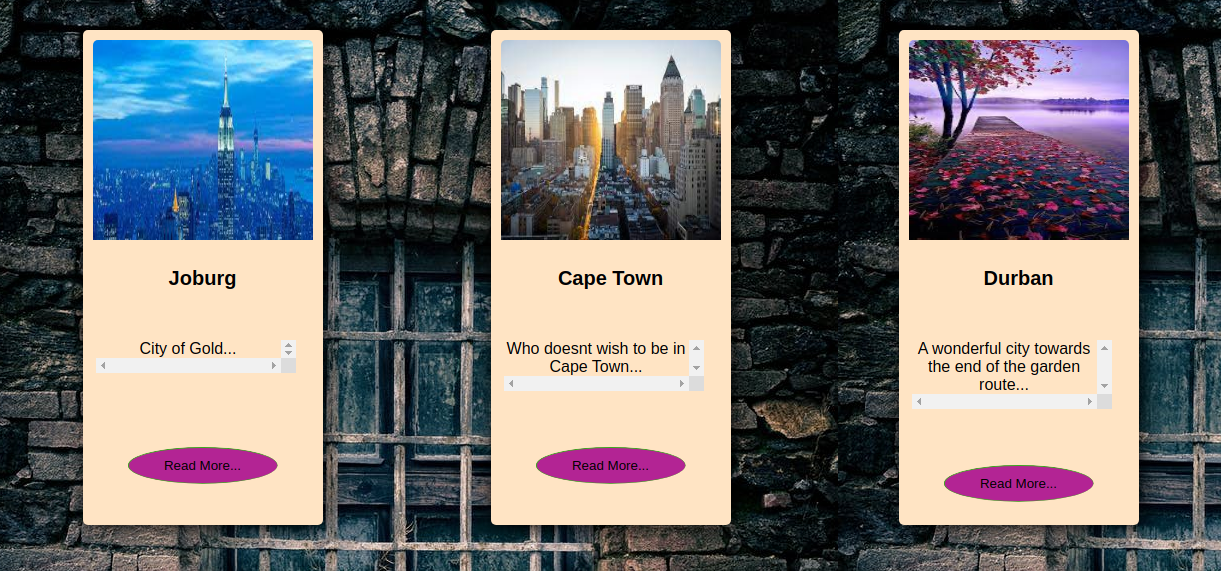 Joburg
City of Gold...
Read More...
Cape Town
Who doesnt wish to be in
Cape Town...
Read More...
Durban
A wonderful city towards
the end of the garden
route...
Read More...